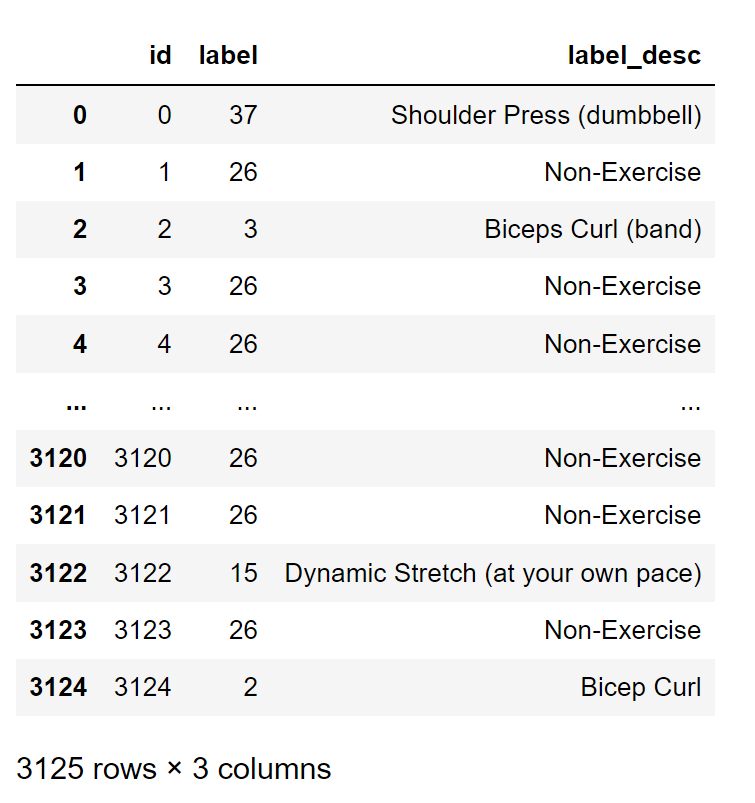 id label label_desc
0 0 37 Shoulder Press (dumbbell)
1 1 26 Non-Exercise
2 2 3 Biceps Curl (band)
3 3 26 Non-Exercise
4 4 26 Non-Exercise
... ... ... ...
3120 3120 26 Non-Exercise
3121 3121 26 Non-Exercise
3122 3122 15 Dynamic Stretch (at your own pace)
3123 3123 26 Non-Exercise
3124 3124 2 Bicep Curl
3125 rows × 3 columns